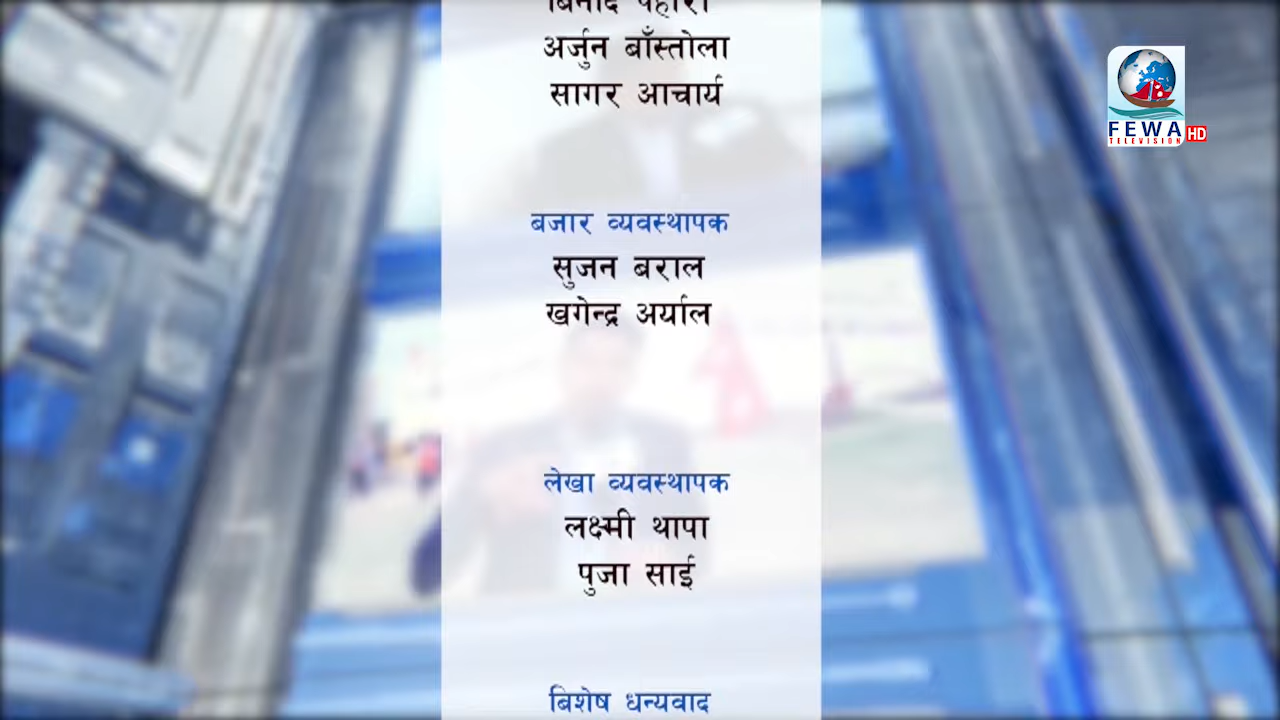 अर्जुन बाँस्तोला
सागर आचार्य
बजार व्यवस्थापक
सुजन बराल
खगेन्द्र अर्याल
लेखा व्यवस्थापक
लक्ष्मी थापा
पुजा साई
बिशेष धन्यवाद
FEWA HD
TELEVISION